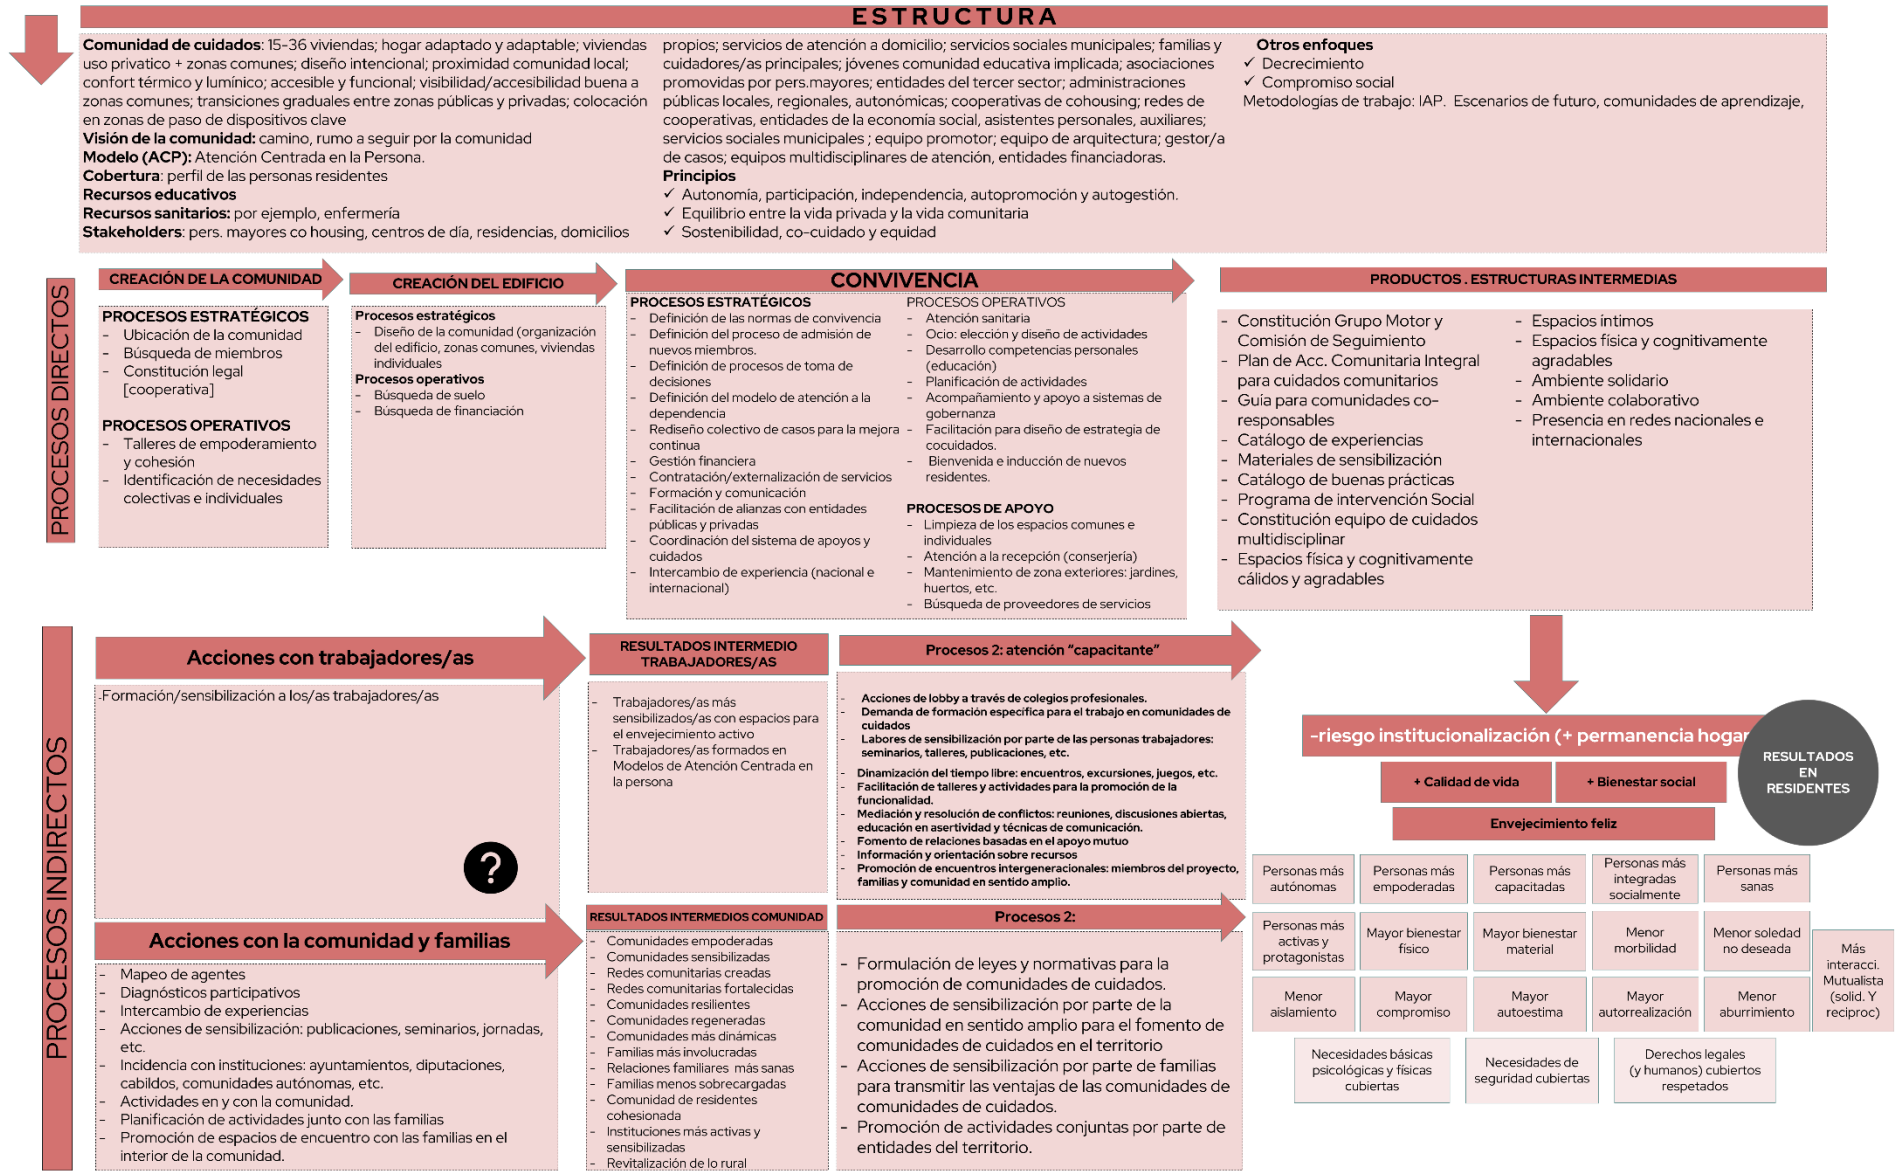 ESTRUCTURA
Comunidad de cuidados: 15-36 viviendas; hogar adaptado y adaptable; viviendas
uso privatico + zonas comunes; diseño intencional; proximidad comunidad local;
confort térmico y lumínico; accesible y funcional; visibilidad/accesibilidad buena a
zonas comunes; transiciones graduales entre zonas públicas y privadas; colocación
en zonas de paso de dispositivos clave
Visión de la comunidad: camino, rumo a seguir por la comunidad
Modelo (ACP): Atención Centrada en la Persona.
Cobertura: perfil de las personas residentes
Recursos educativos
Recursos sanitarios: por ejemplo, enfermería
Stakeholders: pers. mayores co housing, centros de día, residencias, domicilios
propios; servicios de atención a domicilio; servicios sociales municipales; familias y
cuidadores/as principales; jóvenes comunidad educativa implicada; asociaciones
promovidas por pers.mayores; entidades del tercer sector; administraciones
públicas locales, regionales, autonómicas; cooperativas de cohousing; redes de
cooperativas, entidades de la economía social, asistentes personales, auxiliares;
servicios sociales municipales ; equipo promotor; equipo de arquitectura; gestor/a
de casos; equipos multidisciplinares de atención, entidades financiadoras.
Principios
✓ Autonomía, participación, independencia, autopromoción y autogestión.
✓ Equilibrio entre la vida privada y la vida comunitaria
✓ Sostenibilidad, co-cuidado y equidad
Otros enfoques
✓ Decrecimiento
✓ Compromiso social
Metodologías de trabajo: IAP. Escenarios de futuro, comunidades de aprendizaje,
PROCESOS DIRECTOS
CREACIÓN DE LA COMUNIDAD
PROCESOS ESTRATÉGICOS
- Ubicación de la comunidad
- Búsqueda de miembros
- Constitución legal
[cooperativa]
PROCESOS OPERATIVOS
- Talleres de empoderamiento
y cohesión
- Identificación de necesidades
colectivas e individuales
CREACIÓN DEL EDIFICIO
Procesos estratégicos
- Diseño de la comunidad (organización
del edificio, zonas comunes, viviendas
individuales
Procesos operativos
- Búsqueda de suelo
- Búsqueda de financiación
CONVIVENCIA
PROCESOS ESTRATÉGICOS
- Definición de las normas de convivencia
- Definición del proceso de admisión de
nuevos miembros.
- Definición de procesos de toma de
decisiones
- Definición del modelo de atención a la
dependencia
- Rediseño colectivo de casos para la mejora
continua
- Gestión financiera
- Contratación/externalización de servicios
- Formación y comunicación
- Facilitación de alianzas con entidades
públicas y privadas
- Coordinación del sistema de apoyos y
cuidados
- Intercambio de experiencia (nacional e
internacional)
PROCESOS OPERATIVOS
- Atención sanitaria
- Ocio: elección y diseño de actividades
- Desarrollo competencias personales
(educación)
- Planificación de actividades
- Acompañamiento y apoyo a sistemas de
gobernanza
- Facilitación para diseño de estrategia de
cocuidados.
- Bienvenida e inducción de nuevos
residentes.
PROCESOS DE APOYO
- Limpieza de los espacios comunes e
individuales
- Atención a la recepción (conserjería)
- Mantenimiento de zona exteriores: jardines,
huertos, etc.
- Búsqueda de proveedores de servicios
PRODUCTOS . ESTRUCTURAS INTERMEDIAS
- Constitución Grupo Motor y
Comisión de Seguimiento
- Plan de Acc. Comunitaria Integral
para cuidados comunitarios
- Guía para comunidades co-
responsables
- Catálogo de experiencias
- Materiales de sensibilización
- Catálogo de buenas prácticas
- Programa de intervención Social
- Constitución equipo de cuidados
multidisciplinar
- Espacios física y cognitivamente
cálidos y agradables
- Espacios íntimos
- Espacios física y cognitivamente
agradables
- Ambiente solidario
- Ambiente colaborativo
- Presencia en redes nacionales e
internacionales
PROCESOS INDIRECTOS
Acciones con trabajadores/as
-Formación/sensibilización a los/as trabajadores/as
?
RESULTADOS INTERMEDIO
TRABAJADORES/AS
- Trabajadores/as más
sensibilizados/as con espacios para
el envejecimiento activo
- Trabajadores/as formados en
Modelos de Atención Centrada en
la persona
Procesos 2: atención “capacitante”
- Acciones de lobby a través de colegios profesionales.
- Demanda de formación específica para el trabajo en comunidades de
cuidados
- Labores de sensibilización por parte de las personas trabajadoras:
seminarios, talleres, publicaciones, etc.
- Dinamización del tiempo libre: encuentros, excursiones, juegos, etc.
- Facilitación de talleres y actividades para la promoción de la
funcionalidad.
- Mediación y resolución de conflictos: reuniones, discusiones abiertas,
educación en asertividad y técnicas de comunicación.
- Fomento de relaciones basadas en el apoyo mutuo
- Información y orientación sobre recursos
- Promoción de encuentros intergeneracionales: miembros del proyecto,
familias y comunidad en sentido amplio.
Acciones con la comunidad y familias
- Mapeo de agentes
- Diagnósticos participativos
- Intercambio de experiencias
- Acciones de sensibilización: publicaciones, seminarios, jornadas,
etc.
- Incidencia con instituciones: ayuntamientos, diputaciones,
cabildos, comunidades autónomas, etc.
- Actividades en y con la comunidad.
- Planificación de actividades junto con las familias
- Promoción de espacios de encuentro con las familias en el
interior de la comunidad.
RESULTADOS INTERMEDIOS COMUNIDAD
- Comunidades empoderadas
- Comunidades sensibilizadas
- Redes comunitarias creadas
- Redes comunitarias fortalecidas
- Comunidades resilientes
- Comunidades regeneradas
- Comunidades más dinámicas
- Familias más involucradas
- Relaciones familiares más sanas
- Familias menos sobrecargadas
- Comunidad de residentes
cohesionada
- Instituciones más activas y
sensibilizadas
- Revitalización de lo rural
Procesos 2:
- Formulación de leyes y normativas para la
promoción de comunidades de cuidados.
- Acciones de sensibilización por parte de la
comunidad en sentido amplio para el fomento de
comunidades de cuidados en el territorio
- Acciones de sensibilización por parte de familias
para transmitir las ventajas de las comunidades de
comunidades de cuidados.
- Promoción de actividades conjuntas por parte de
entidades del territorio.
-riesgo institucionalización (+ permanencia hogar
RESULTADOS
EN
RESIDENTES
+ Calidad de vida
+ Bienestar social
Envejecimiento feliz
Personas más
autónomas
Personas más
empoderadas
Personas más
capacitadas
Personas más
integradas
socialmente
Personas más
sanas
Personas más
activas y
protagonistas
Mayor bienestar
físico
Mayor bienestar
material
Menor
morbilidad
Menor soledad
no deseada
Más
interacci.
Mutualista
(solid. Y
reciproc)
Menor
aislamiento
Mayor
compromiso
Mayor
autoestima
Mayor
autorrealización
Menor
aburrimiento
Necesidades básicas
psicológicas y físicas
cubiertas
Necesidades de
seguridad cubiertas
Derechos legales
(y humanos) cubiertos
respetados